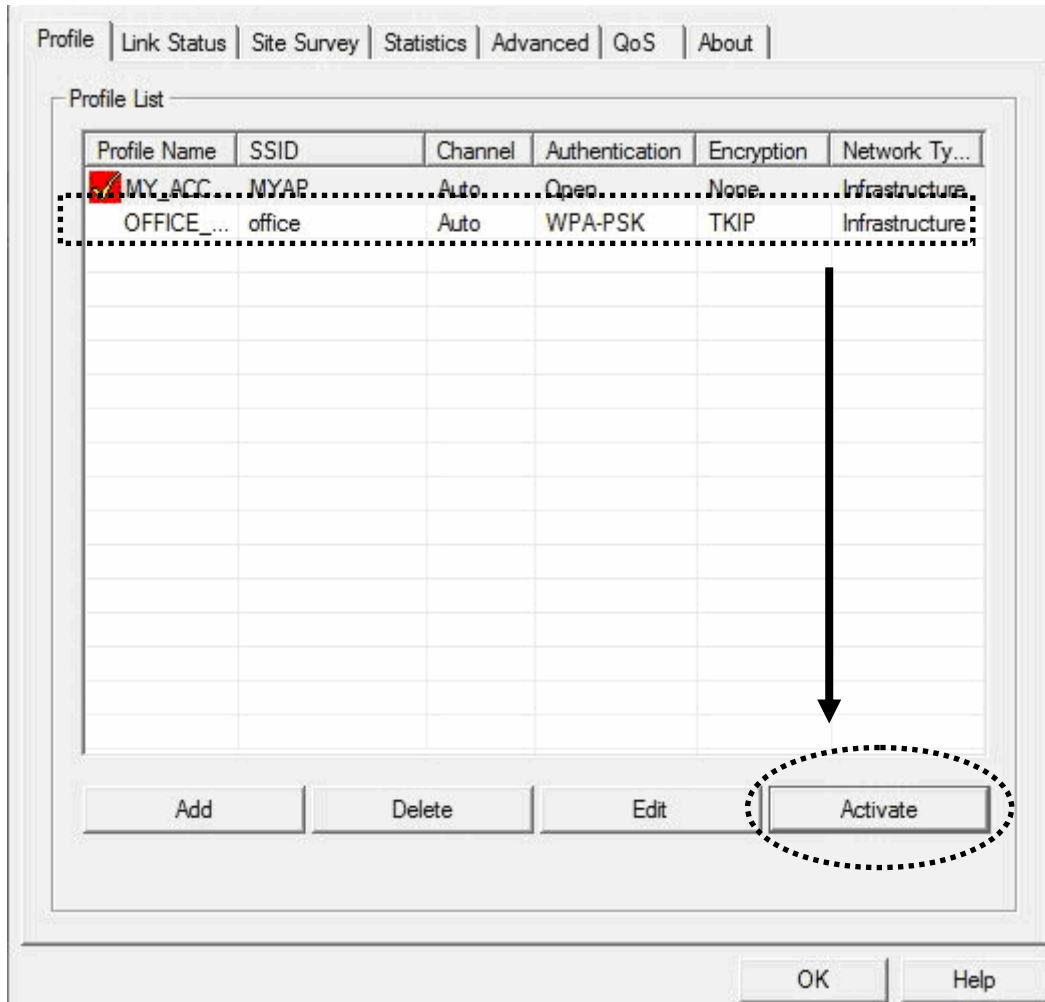 Profile Link Status Site Survey Statistics Advanced QoS About
Profile List
Profile Name SSID Channel Authentication Encryption Network Ty...
MY_ACC... MYAP Auto Open None Infrastructure
OFFICE_... office Auto WPA-PSK TKIP Infrastructure
Add Delete Edit Activate
OK Help